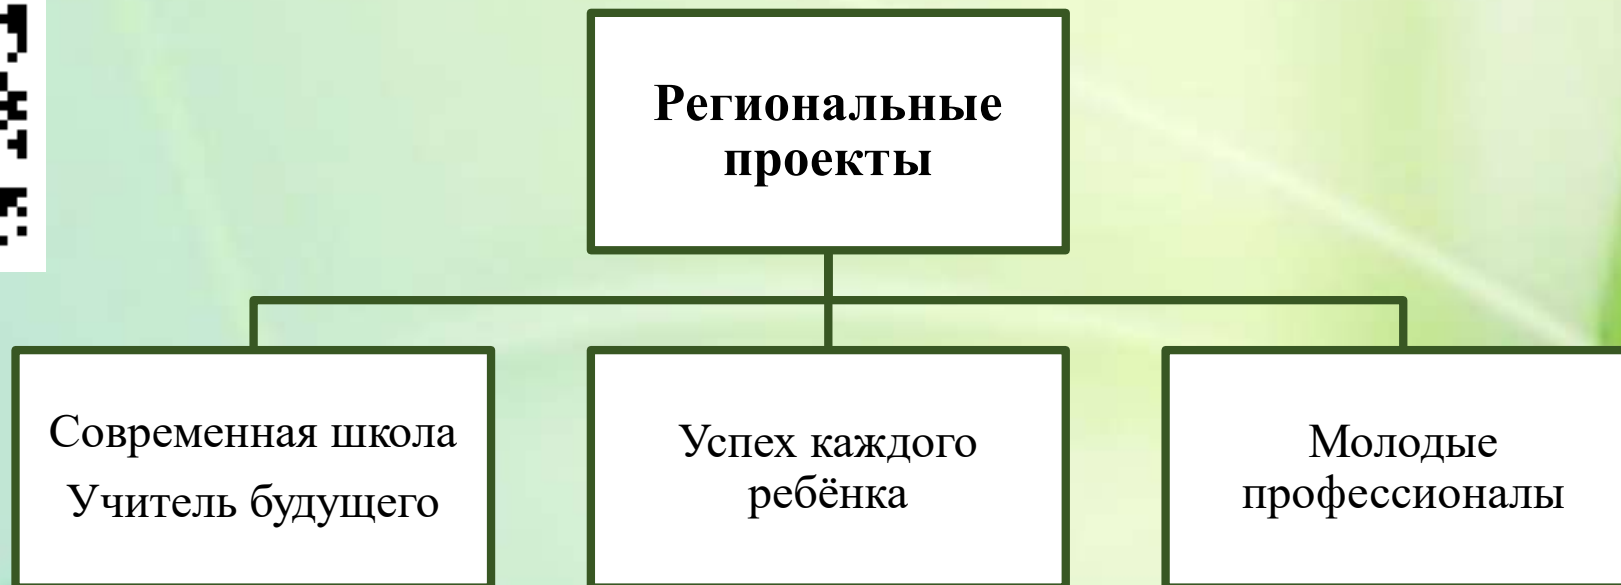 Региональные
проекты
Современная школа
Учитель будущего
Успех каждого
ребёнка
Молодые
профессионалы